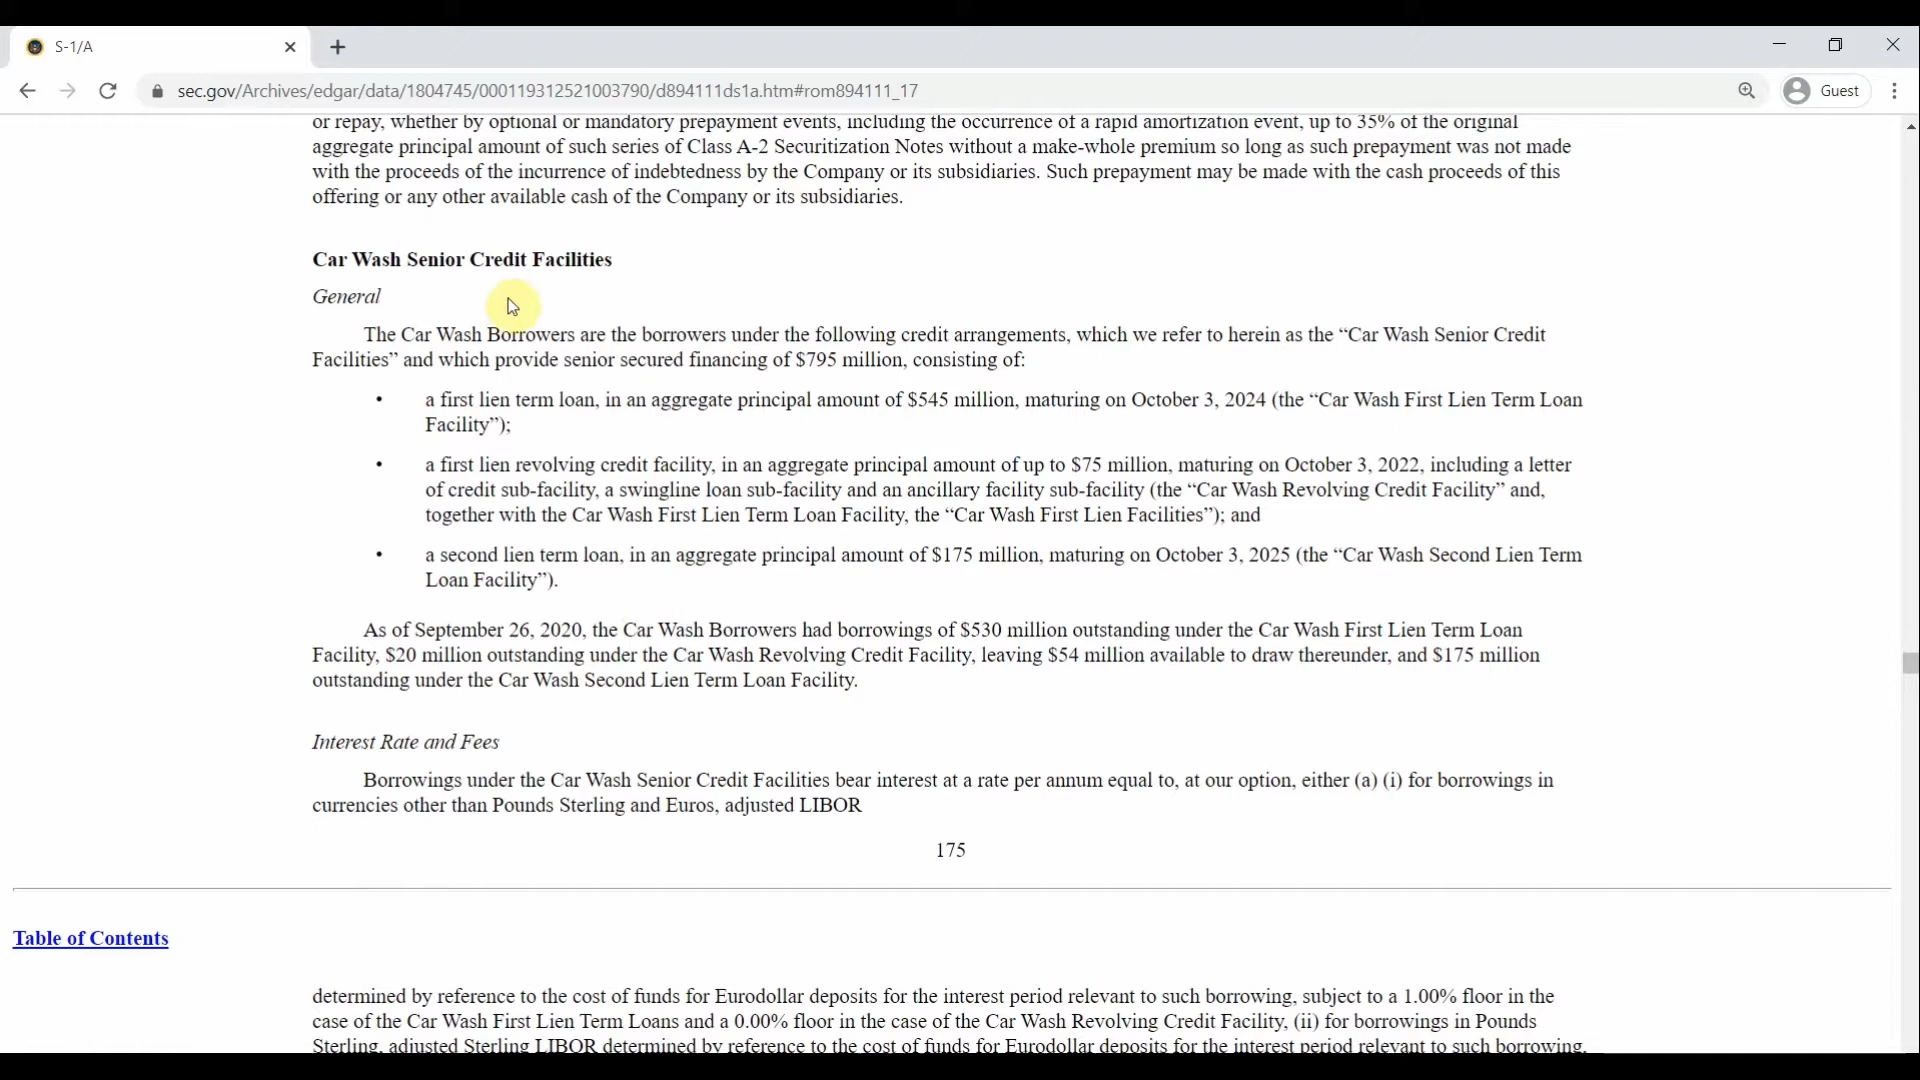 S-1/A
sec.gov/Archives/edgar/data/1804745/000119312521003790/d894111ds1a.htm#rom894111_17
Guest
or repay, whether by optional or mandatory prepayment events, including the occurrence of a rapid amortization event, up to 35% of the original
aggregate principal amount of such series of Class A-2 Securitization Notes without a make-whole premium so long as such prepayment was not made
with the proceeds of the incurrence of indebtedness by the Company or its subsidiaries. Such prepayment may be made with the cash proceeds of this
offering or any other available cash of the Company or its subsidiaries.
Car Wash Senior Credit Facilities
General
The Car Wash Borrowers are the borrowers under the following credit arrangements, which we refer to herein as the “Car Wash Senior Credit
Facilities” and which provide senior secured financing of $795 million, consisting of:
• a first lien term loan, in an aggregate principal amount of $545 million, maturing on October 3, 2024 (the “Car Wash First Lien Term Loan
Facility”);
• a first lien revolving credit facility, in an aggregate principal amount of up to $75 million, maturing on October 3, 2022, including a letter
of credit sub-facility, a swingline loan sub-facility and an ancillary facility sub-facility (the “Car Wash Revolving Credit Facility” and,
together with the Car Wash First Lien Term Loan Facility, the “Car Wash First Lien Facilities”); and
• a second lien term loan, in an aggregate principal amount of $175 million, maturing on October 3, 2025 (the “Car Wash Second Lien Term
Loan Facility”).
As of September 26, 2020, the Car Wash Borrowers had borrowings of $530 million outstanding under the Car Wash First Lien Term Loan
Facility, $20 million outstanding under the Car Wash Revolving Credit Facility, leaving $54 million available to draw thereunder, and $175 million
outstanding under the Car Wash Second Lien Term Loan Facility.
Interest Rate and Fees
Borrowings under the Car Wash Senior Credit Facilities bear interest at a rate per annum equal to, at our option, either (a) (i) for borrowings in
currencies other than Pounds Sterling and Euros, adjusted LIBOR
175
Table of Contents
determined by reference to the cost of funds for Eurodollar deposits for the interest period relevant to such borrowing, subject to a 1.00% floor in the
case of the Car Wash First Lien Term Loans and a 0.00% floor in the case of the Car Wash Revolving Credit Facility, (ii) for borrowings in Pounds
Sterling, adjusted Sterling LIBOR determined by reference to the cost of funds for Eurodollar deposits for the interest period relevant to such borrowing,